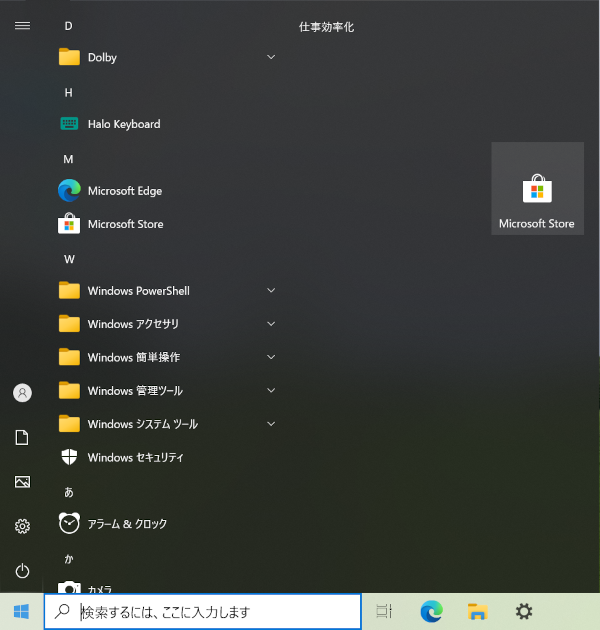 D
仕事効率化
Dolby
H
Halo Keyboard
M
Microsoft Edge
Microsoft Store
Microsoft Store
W
Windows PowerShell
Windows アクセサリ
Windows 簡単操作
Windows 管理ツール
Windows システム ツール
Windows セキュリティ
あ
アラーム & クロック
か
カメラ
検索するには、ここに入力します